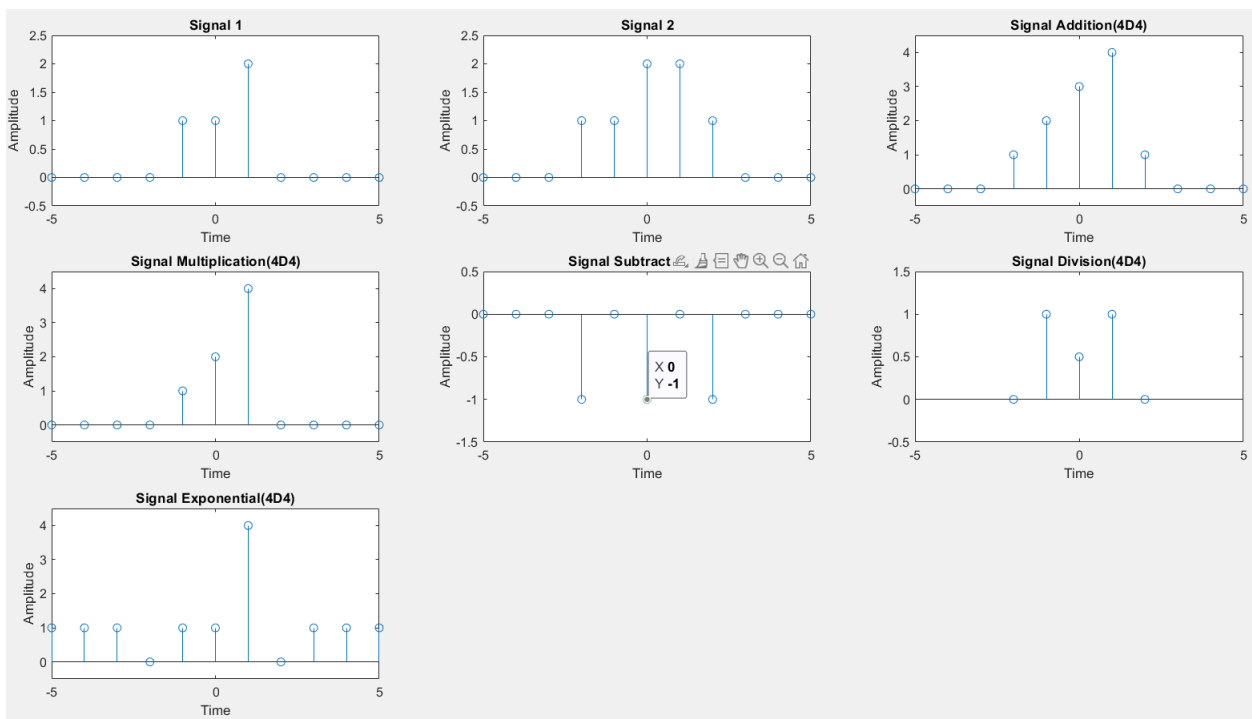 Signal 1
2.5
2
1.5
1
0.5
0
-0.5
Amplitude
-5 0 5
Time
Signal 2
2.5
2
1.5
1
0.5
0
-0.5
Amplitude
-5 0 5
Time
Signal Addition(4D4)
4
3
2
1
0
Amplitude
-5 0 5
Time
Signal Multiplication(4D4)
4
3
2
1
0
Amplitude
-5 0 5
Time
Signal Subtract
0.5
0
-0.5
-1
-1.5
Amplitude
X 0
Y -1
-5 0 5
Time
Signal Division(4D4)
1.5
1
0.5
0
-0.5
Amplitude
-5 0 5
Time
Signal Exponential(4D4)
4
3
2
1
0
Amplitude
-5 0 5
Time